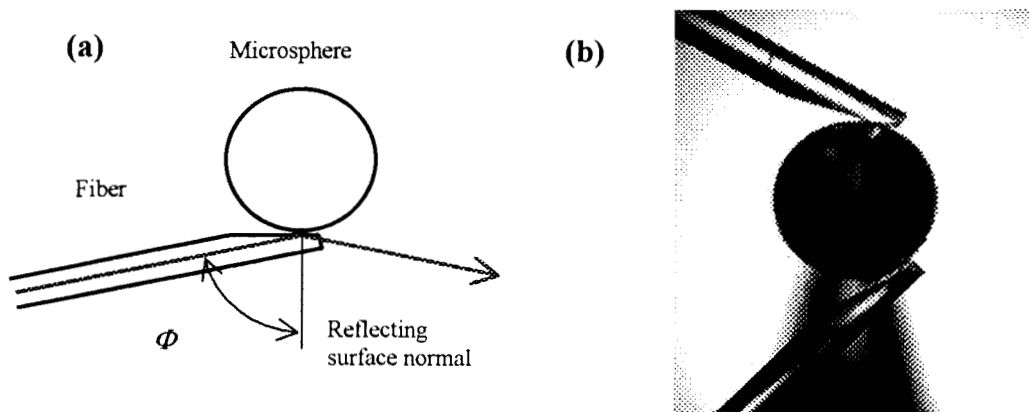 (a)
Microsphere
(b)
Fiber
Φ
Reflecting
surface normal